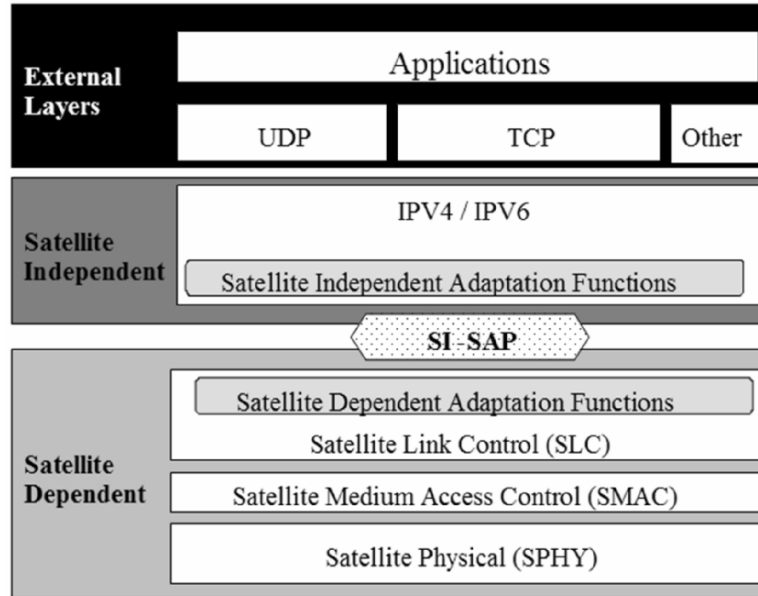 External
Layers
Applications
UDP
TCP
Other
Satellite
Independent
IPV4 / IPV6
Satellite Independent Adaptation Functions
SI -SAP
Satellite
Dependent
Satellite Dependent Adaptation Functions
Satellite Link Control (SLC)
Satellite Medium Access Control (SMAC)
Satellite Physical (SPHY)